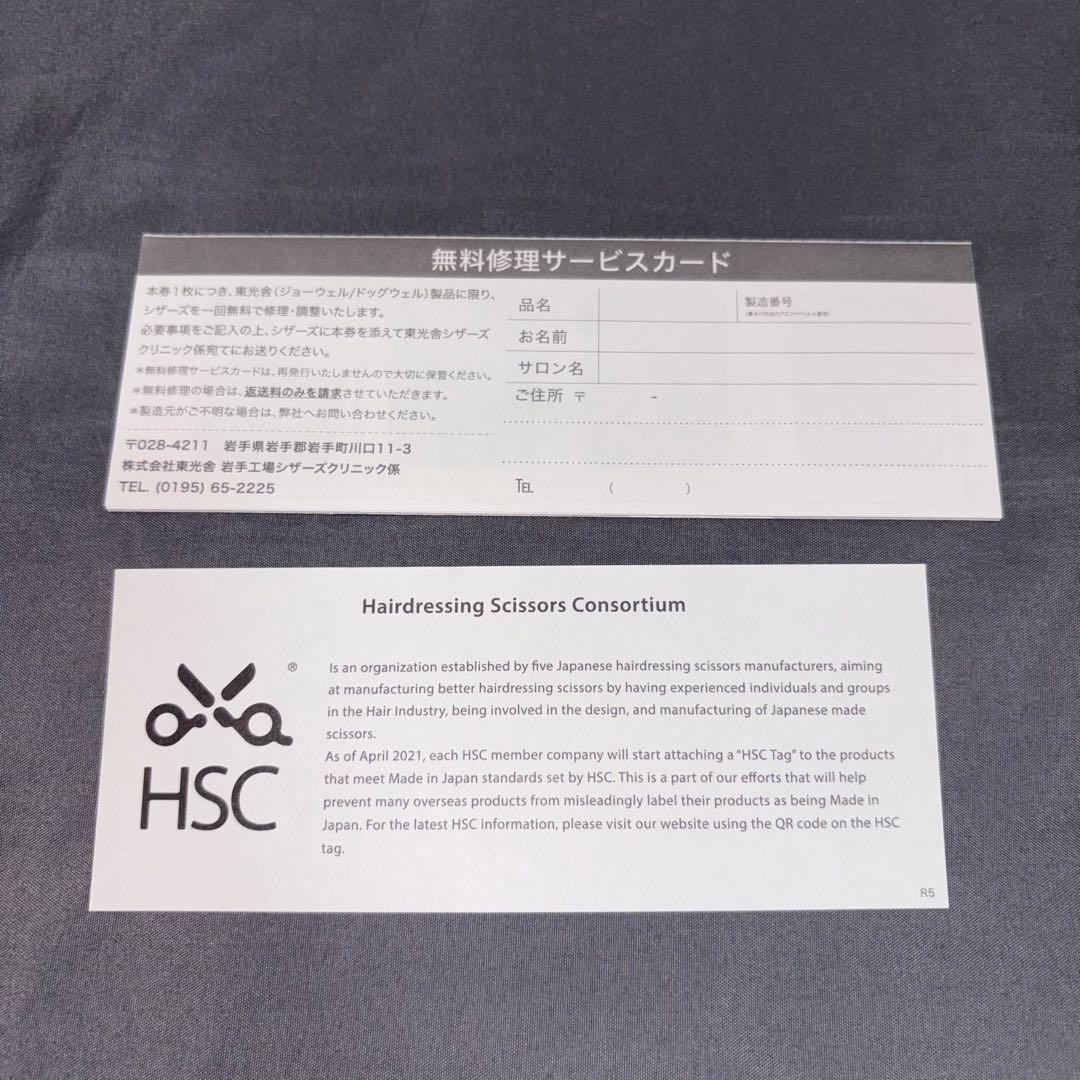 無料修理サービスカード
本券1枚につき、東光舎(ジョーウェル/ドッグウェル)製品に限り、
シザーズを一回無料で修理・調整いたします。
必要事項をご記入の上、シザーズに本券を添えて東光舎シザーズ
クリニック係宛てにお送りください。
*無料修理サービスカードは、再発行いたしませんので大切に保管ください。
*無料修理の場合は、返送料のみを請求させていただきます。
*製造元がご不明な場合は、弊社へお問い合わせください。
〒028-4211 岩手県岩手郡岩手町川口11-3
株式会社東光舎 岩手工場シザーズクリニック係
TEL. (0195) 65-2225
品名
製造番号
お名前
サロン名
ご住所 〒 -
TEL ( )
Hairdressing Scissors Consortium
®
HSC
Is an organization established by five Japanese hairdressing scissors manufacturers, aiming
at manufacturing better hairdressing scissors by having experienced individuals and groups
in the Hair Industry, being involved in the design, and manufacturing of Japanese made
scissors.
As of April 2021, each HSC member company will start attaching a "HSC Tag" to the products
that meet Made in Japan standards set by HSC. This is a part of our efforts that will help
prevent many overseas products from misleadingly label their products as being Made in
Japan. For the latest HSC information, please visit our website using the QR code on the HSC
tag.
R5